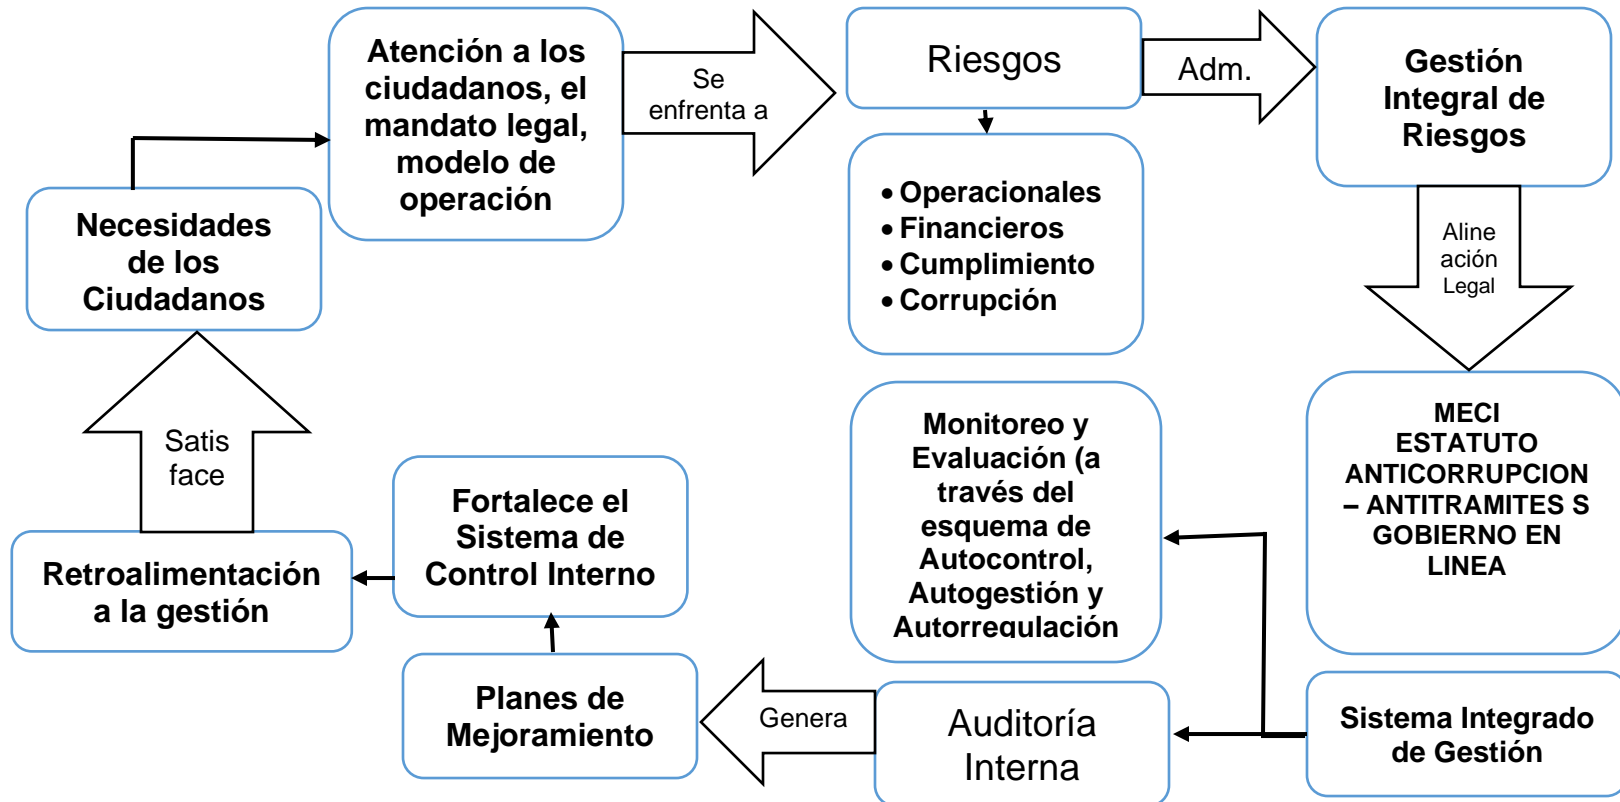 Atención a los
ciudadanos, el
mandato legal,
modelo de
operación
Se
enfrenta a
Riesgos
Adm.
Gestión
Integral de
Riesgos
• Operacionales
• Financieros
• Cumplimiento
• Corrupción
Necesidades
de los
Ciudadanos
Aline
ación
Legal
MECI
ESTATUTO
ANTICORRUPCION
– ANTITRAMITES S
GOBIERNO EN
LINEA
Monitoreo y
Evaluación (a
través del
esquema de
Autocontrol,
Autogestión y
Autorregulación
Satis
face
Fortalece el
Sistema de
Control Interno
Retroalimentación
a la gestión
Planes de
Mejoramiento
Genera
Auditoría
Interna
Sistema Integrado
de Gestión